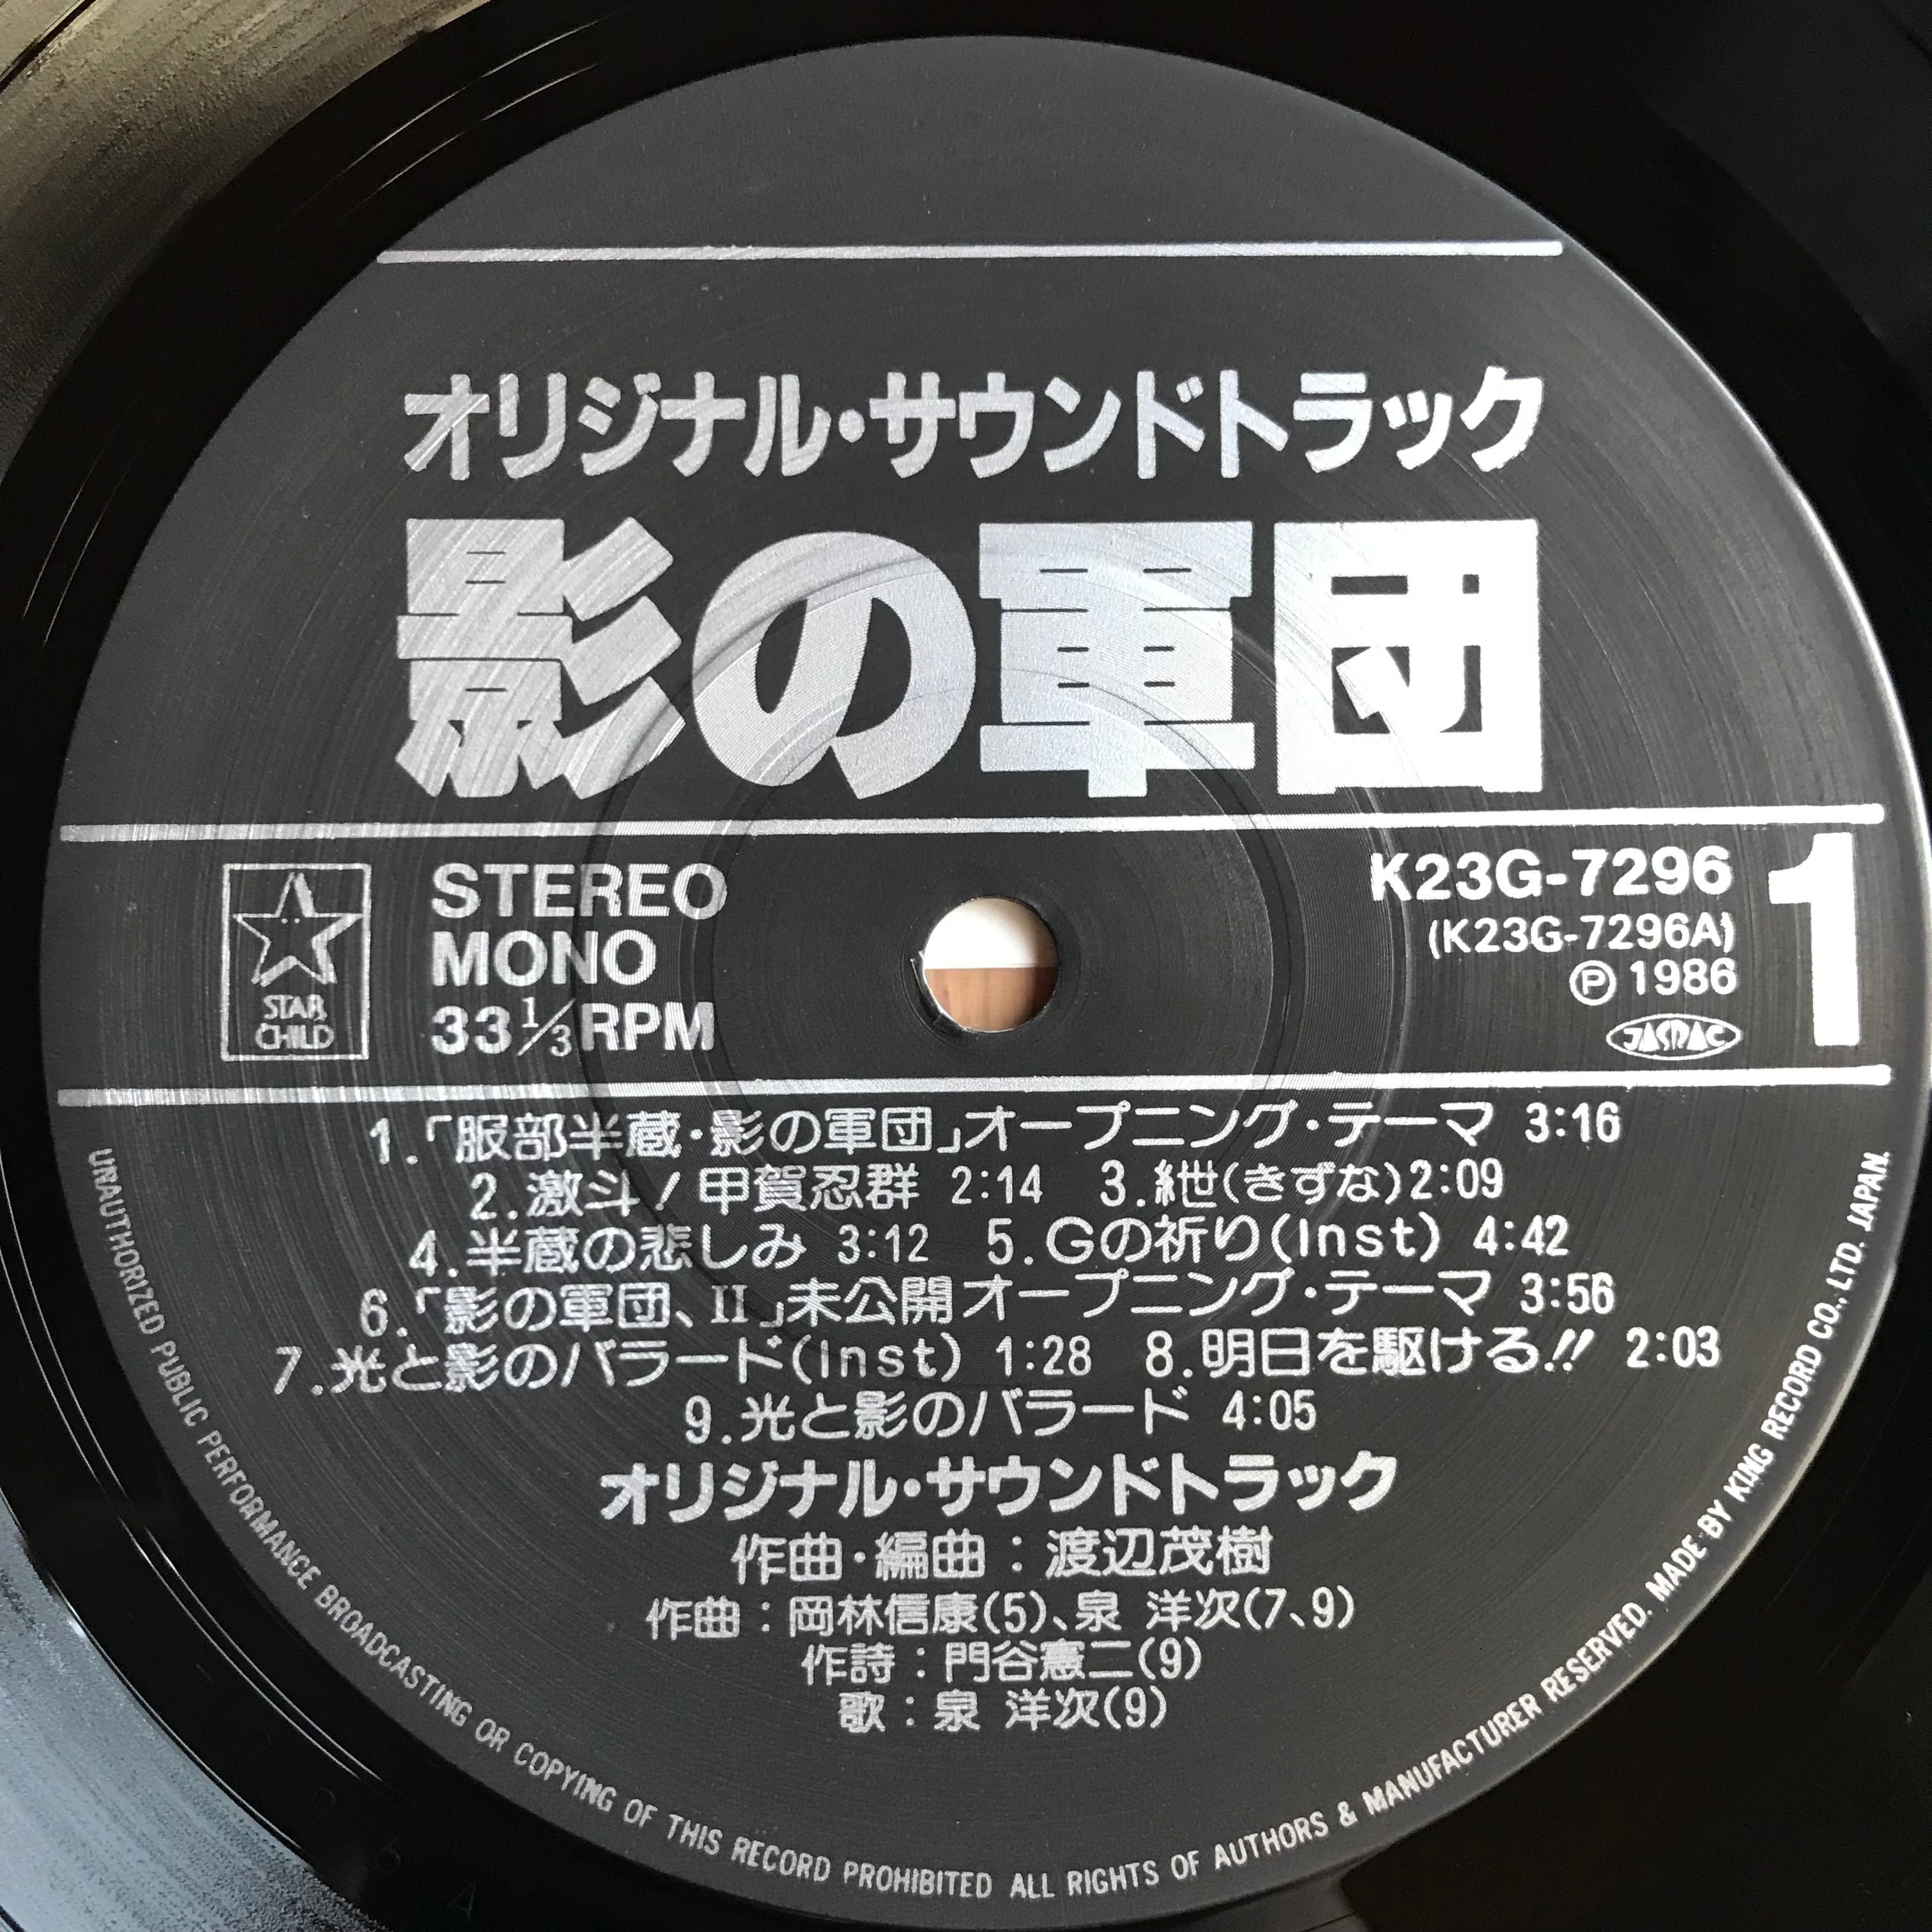 オリジナル・サウンドトラック
影の軍団
STAR
CHILD
STEREO
MONO
33 1/3 RPM
K23G-7296
(K23G-7296A)
Ⓟ 1986
JASRAC
1
1.「服部半蔵・影の軍団」オープニング・テーマ 3:16
2.激斗!甲賀忍群 2:14 3.紲(きずな)2:09
4.半蔵の悲しみ 3:12 5.Gの祈り(Inst) 4:42
6.「影の軍団、II」未公開オープニング・テーマ 3:56
7.光と影のバラード(Inst) 1:28 8.明日を駆ける!! 2:03
9.光と影のバラード 4:05
オリジナル・サウンドトラック
作曲・編曲:渡辺茂樹
作曲:岡林信康(5)、泉 洋次(7、9)
作詩:門谷憲二(9)
歌:泉 洋次(9)
UNAUTHORIZED PUBLIC PERFORMANCE BROADCASTING OR COPYING OF THIS RECORD PROHIBITED ALL RIGHTS OF AUTHORS & MANUFACTURER RESERVED. MADE BY KING RECORD CO., LTD. JAPAN.